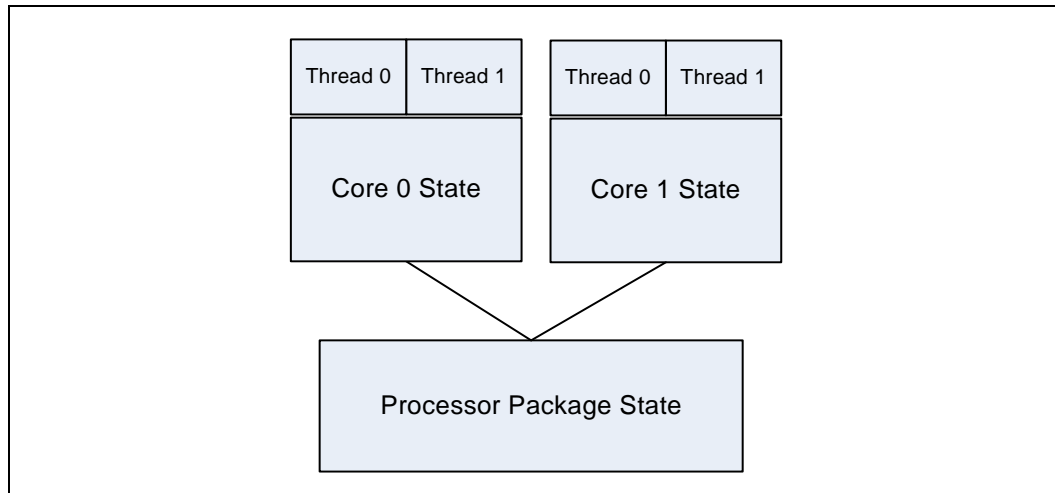 Thread 0
Thread 1
Thread 0
Thread 1
Core 0 State
Core 1 State
Processor Package State